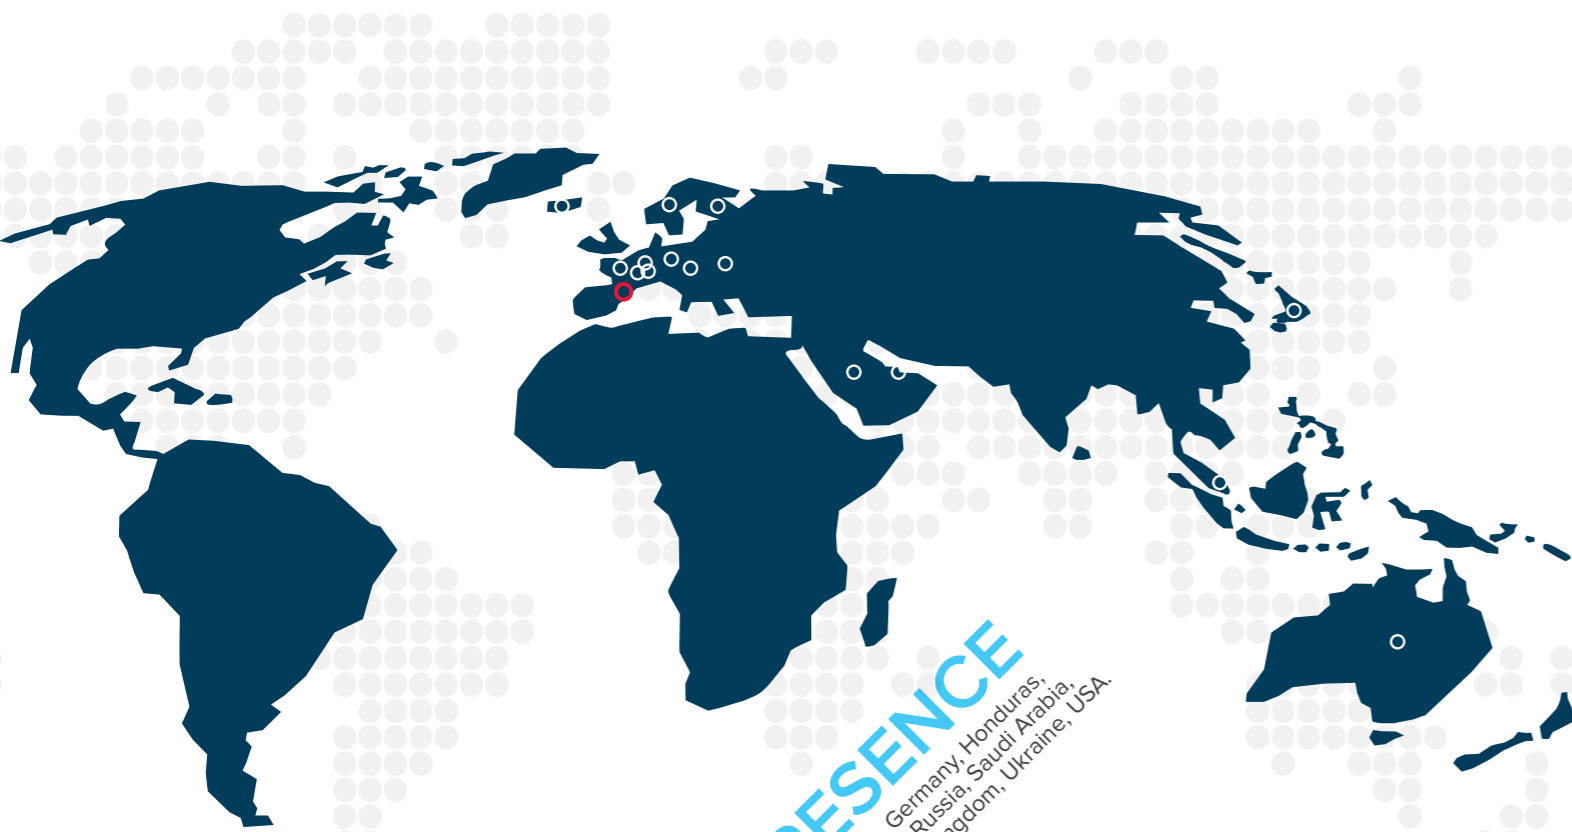 ESENCE
Germany, Honduras,
Russia, Saudi Arabia,
gdom, Ukraine, USA.